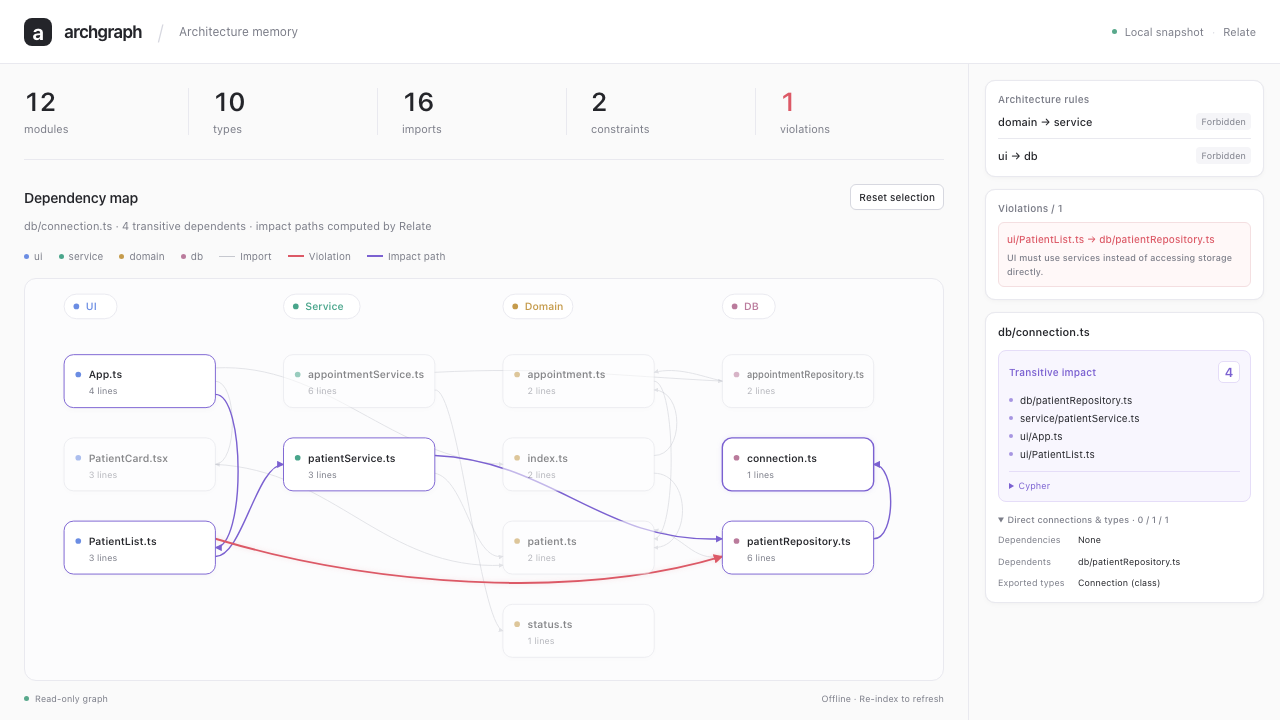 a archgraph / Architecture memory
Local snapshot · Relate
12 modules
10 types
16 imports
2 constraints
1 violations
Dependency map
Reset selection
db/connection.ts · 4 transitive dependents · impact paths computed by Relate
ui service domain db Import Violation Impact path
UI Service Domain DB
App.ts
4 lines
appointmentService.ts
6 lines
appointment.ts
2 lines
appointmentRepository.ts
2 lines
PatientCard.tsx
3 lines
patientService.ts
3 lines
index.ts
2 lines
connection.ts
1 lines
PatientList.ts
3 lines
patient.ts
2 lines
patientRepository.ts
6 lines
status.ts
1 lines
Read-only graph
Offline · Re-index to refresh
Architecture rules
domain → service Forbidden
ui → db Forbidden
Violations / 1
ui/PatientList.ts → db/patientRepository.ts
UI must use services instead of accessing storage
directly.
db/connection.ts
Transitive impact 4
db/patientRepository.ts
service/patientService.ts
ui/App.ts
ui/PatientList.ts
▶ Cypher
▼ Direct connections & types · 0 / 1 / 1
Dependencies None
Dependents db/patientRepository.ts
Exported types Connection (class)